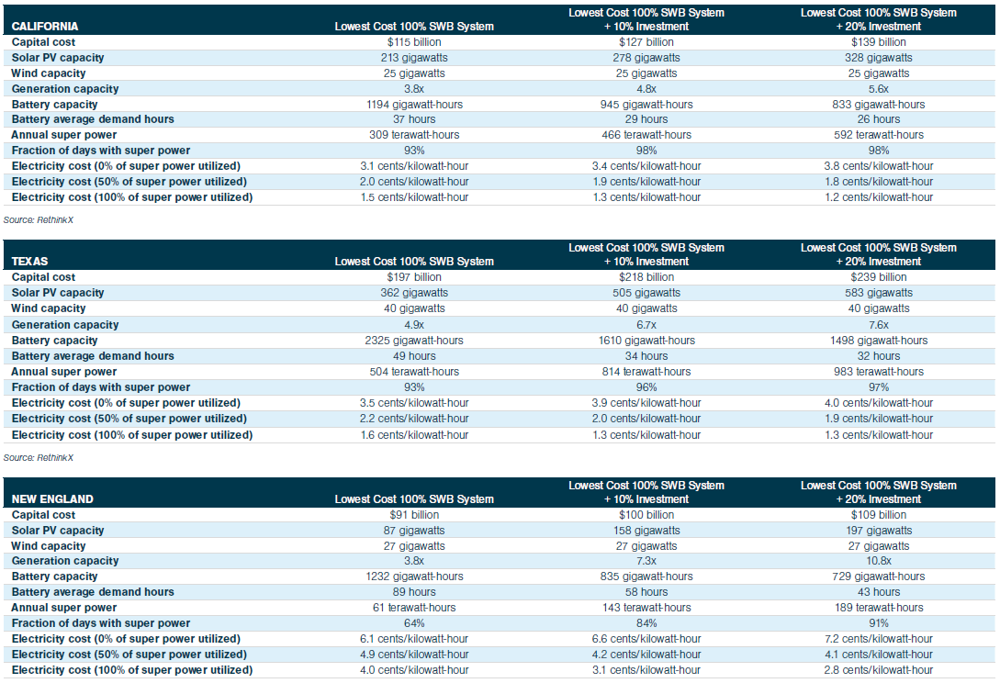 Lowest Cost 100% SWB System Lowest Cost 100% SWB System
CALIFORNIA Lowest Cost 100% SWB System + 10% Investment + 20% Investment
Capital cost $115 billion $127 billion $139 billion
Solar PV capacity 213 gigawatts 278 gigawatts 328 gigawatts
Wind capacity 25 gigawatts 25 gigawatts 25 gigawatts
Generation capacity 3.8x 4.8x 5.6x
Battery capacity 1194 gigawatt-hours 945 gigawatt-hours 833 gigawatt-hours
Battery average demand hours 37 hours 29 hours 26 hours
Annual super power 309 terawatt-hours 466 terawatt-hours 592 terawatt-hours
Fraction of days with super power 93% 98% 98%
Electricity cost (0% of super power utilized) 3.1 cents/kilowatt-hour 3.4 cents/kilowatt-hour 3.8 cents/kilowatt-hour
Electricity cost (50% of super power utilized) 2.0 cents/kilowatt-hour 1.9 cents/kilowatt-hour 1.8 cents/kilowatt-hour
Electricity cost (100% of super power utilized) 1.5 cents/kilowatt-hour 1.3 cents/kilowatt-hour 1.2 cents/kilowatt-hour
Source: RethinkX
Lowest Cost 100% SWB System Lowest Cost 100% SWB System
TEXAS Lowest Cost 100% SWB System + 10% Investment + 20% Investment
Capital cost $197 billion $218 billion $239 billion
Solar PV capacity 362 gigawatts 505 gigawatts 583 gigawatts
Wind capacity 40 gigawatts 40 gigawatts 40 gigawatts
Generation capacity 4.9x 6.7x 7.6x
Battery capacity 2325 gigawatt-hours 1610 gigawatt-hours 1498 gigawatt-hours
Battery average demand hours 49 hours 34 hours 32 hours
Annual super power 504 terawatt-hours 814 terawatt-hours 983 terawatt-hours
Fraction of days with super power 93% 96% 97%
Electricity cost (0% of super power utilized) 3.5 cents/kilowatt-hour 3.9 cents/kilowatt-hour 4.0 cents/kilowatt-hour
Electricity cost (50% of super power utilized) 2.2 cents/kilowatt-hour 2.0 cents/kilowatt-hour 1.9 cents/kilowatt-hour
Electricity cost (100% of super power utilized) 1.6 cents/kilowatt-hour 1.3 cents/kilowatt-hour 1.3 cents/kilowatt-hour
Source: RethinkX
Lowest Cost 100% SWB System Lowest Cost 100% SWB System
NEW ENGLAND Lowest Cost 100% SWB System + 10% Investment + 20% Investment
Capital cost $91 billion $100 billion $109 billion
Solar PV capacity 87 gigawatts 158 gigawatts 197 gigawatts
Wind capacity 27 gigawatts 27 gigawatts 27 gigawatts
Generation capacity 3.8x 7.3x 10.8x
Battery capacity 1232 gigawatt-hours 835 gigawatt-hours 729 gigawatt-hours
Battery average demand hours 89 hours 58 hours 43 hours
Annual super power 61 terawatt-hours 143 terawatt-hours 189 terawatt-hours
Fraction of days with super power 64% 84% 91%
Electricity cost (0% of super power utilized) 6.1 cents/kilowatt-hour 6.6 cents/kilowatt-hour 7.2 cents/kilowatt-hour
Electricity cost (50% of super power utilized) 4.9 cents/kilowatt-hour 4.2 cents/kilowatt-hour 4.1 cents/kilowatt-hour
Electricity cost (100% of super power utilized) 4.0 cents/kilowatt-hour 3.1 cents/kilowatt-hour 2.8 cents/kilowatt-hour